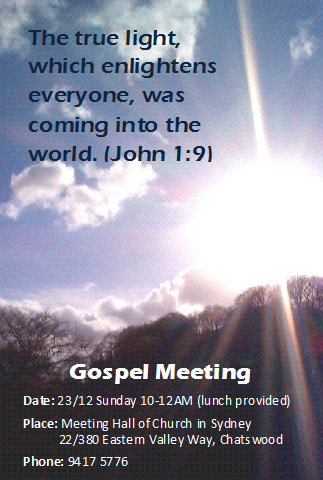 The true light,
which enlightens
everyone, was
coming into the
world. (John 1:9)
Gospel Meeting
Date: 23/12 Sunday 10-12AM (lunch provided)
Place: Meeting Hall of Church in Sydney
22/380 Eastern Valley Way, Chatswood
Phone: 9417 5776